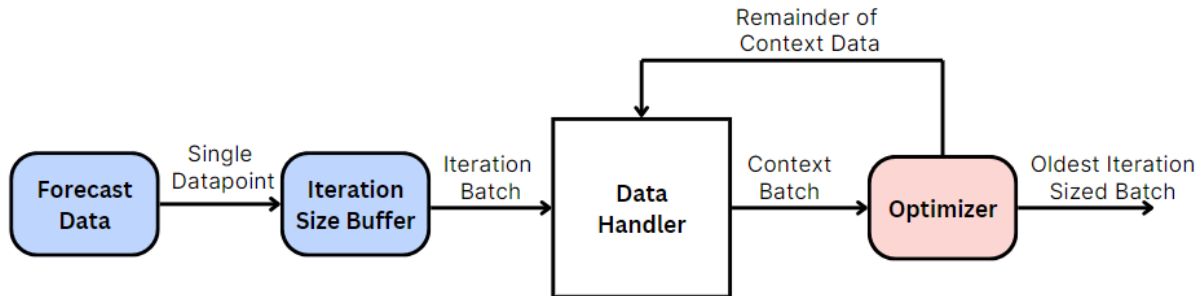 Remainder of
Context Data
Forecast
Data
Single
Datapoint
Iteration
Size Buffer
Iteration
Batch
Data
Handler
Context
Batch
Optimizer
Oldest Iteration
Sized Batch